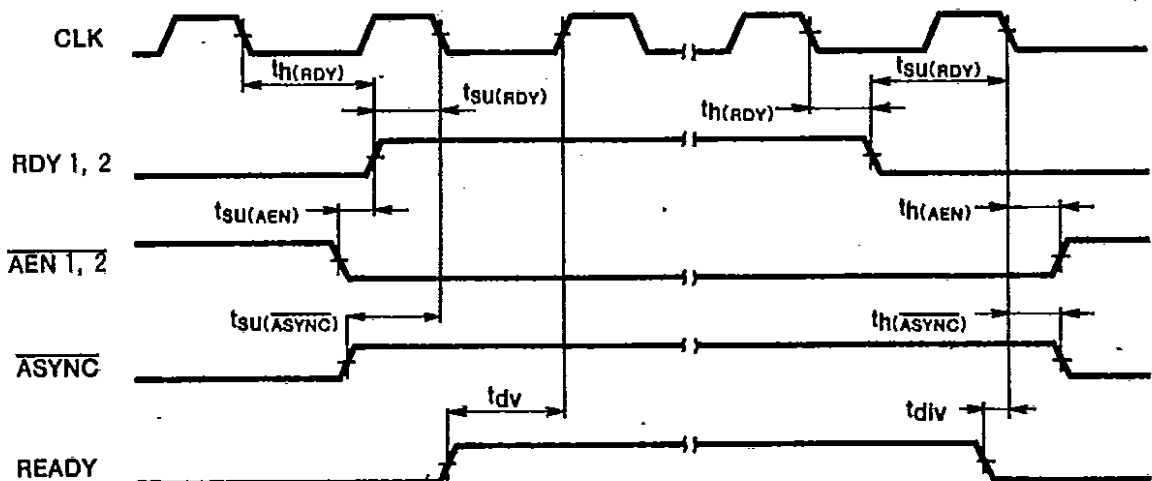 CLK
th(RDY)
tsu(RDY)
tsu(RDY)
th(RDY)
RDY 1, 2
tsu(AEN)
th(AEN)
AEN 1, 2
tsu(ASYNC)
th(ASYNC)
ASYNC
tdv
tdiv
READY